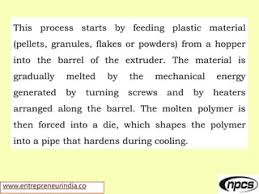 This process starts by feeding plastic material
(pellets, granules, flakes or powders) from a hopper
into the barrel of the extruder. The material is
gradually melted by the mechanical energy
generated by turning screws and by heaters
arranged along the barrel. The molten polymer is
then forced into a die, which shapes the polymer
into a pipe that hardens during cooling.
www.entrepreneurindia.co
npcs